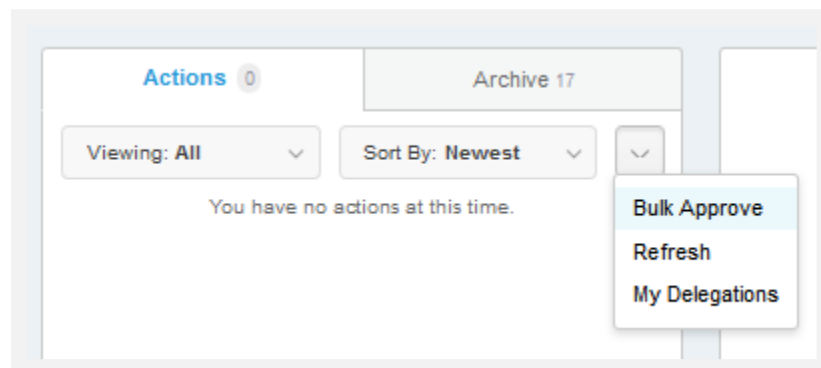 Actions 0
Archive 17
Viewing: All
Sort By: Newest
You have no actions at this time.
Bulk Approve
Refresh
My Delegations